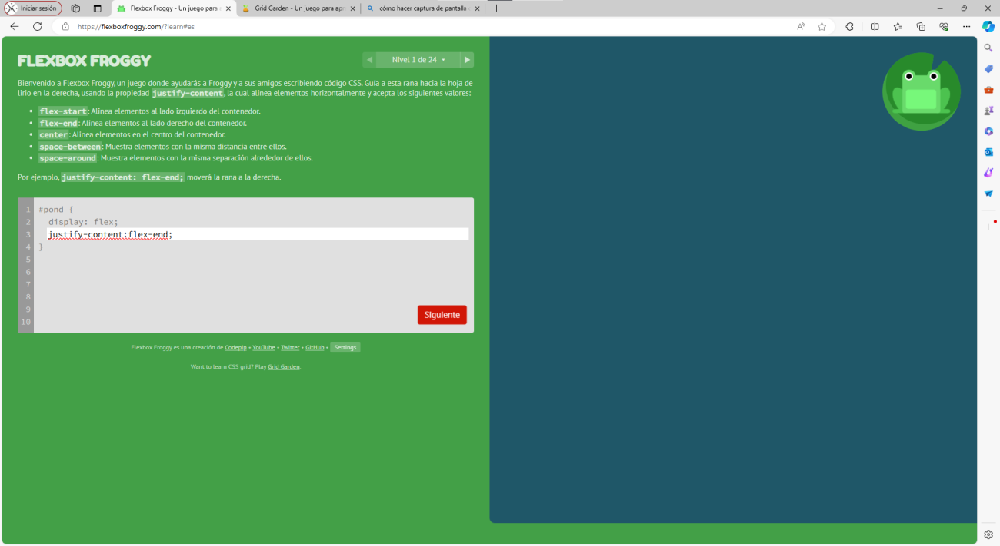 Iniciar sesión
Flexbox Froggy - Un juego para
Grid Garden - Un juego para apr
cómo hacer captura de pantalla
https://flexboxfroggy.com/?learn#es
FLEXBOX FROGGY
Nivel 1 de 24
Bienvenido a Flexbox Froggy, un juego donde ayudarás a Froggy y a sus amigos escribiendo código CSS. Guía a esta rana hacia la hoja de
lirio en la derecha, usando la propiedad justify-content, la cual alinea elementos horizontalmente y acepta los siguientes valores:
• flex-start: Alinea elementos al lado izquierdo del contenedor.
• flex-end: Alinea elementos al lado derecho del contenedor.
• center: Alinea elementos en el centro del contenedor.
• space-between: Muestra elementos con la misma distancia entre ellos.
• space-around: Muestra elementos con la misma separación alrededor de ellos.
Por ejemplo, justify-content: flex-end; moverá la rana a la derecha.
1 #pond {
2 display: flex;
3 justify-content:flex-end;
4 }
5
6
7
8
9
10
Siguiente
Flexbox Froggy es una creación de Codepip • YouTube • Twitter • GitHub • Settings
Want to learn CSS grid? Play Grid Garden.